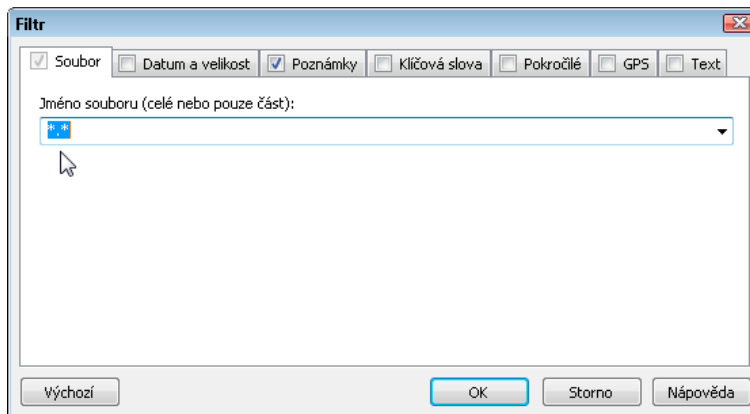 Filtr
Soubor Datum a velikost Poznámky Klíčová slova Pokročilé GPS Text
Jméno souboru (celé nebo pouze část):
*.*
Výchozí OK Storno Nápověda